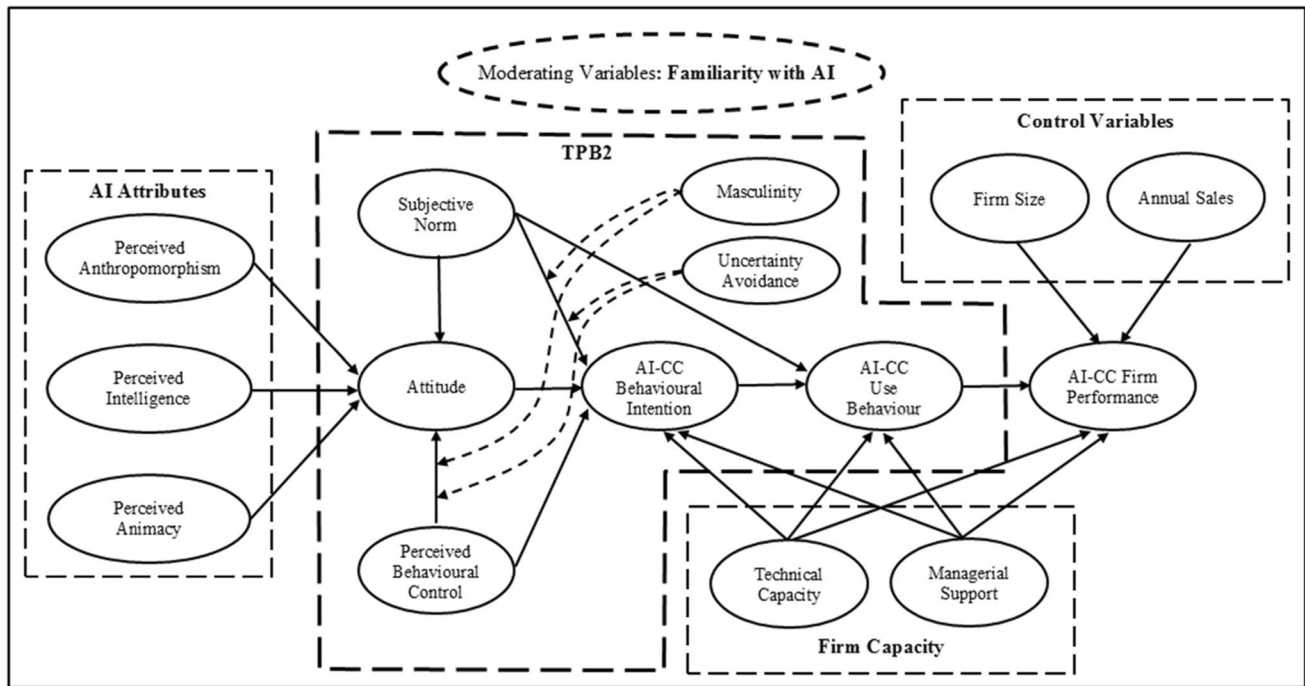 Moderating Variables: Familiarity with AI
Control Variables
Firm Size
Annual Sales
TPB2
AI Attributes
Perceived
Anthropomorphism
Perceived
Intelligence
Perceived
Animacy
Subjective
Norm
Masculinity
Uncertainty
Avoidance
Attitude
AI-CC
Behavioural
Intention
AI-CC
Use
Behaviour
AI-CC Firm
Performance
Perceived
Behavioural
Control
Technical
Capacity
Managerial
Support
Firm Capacity